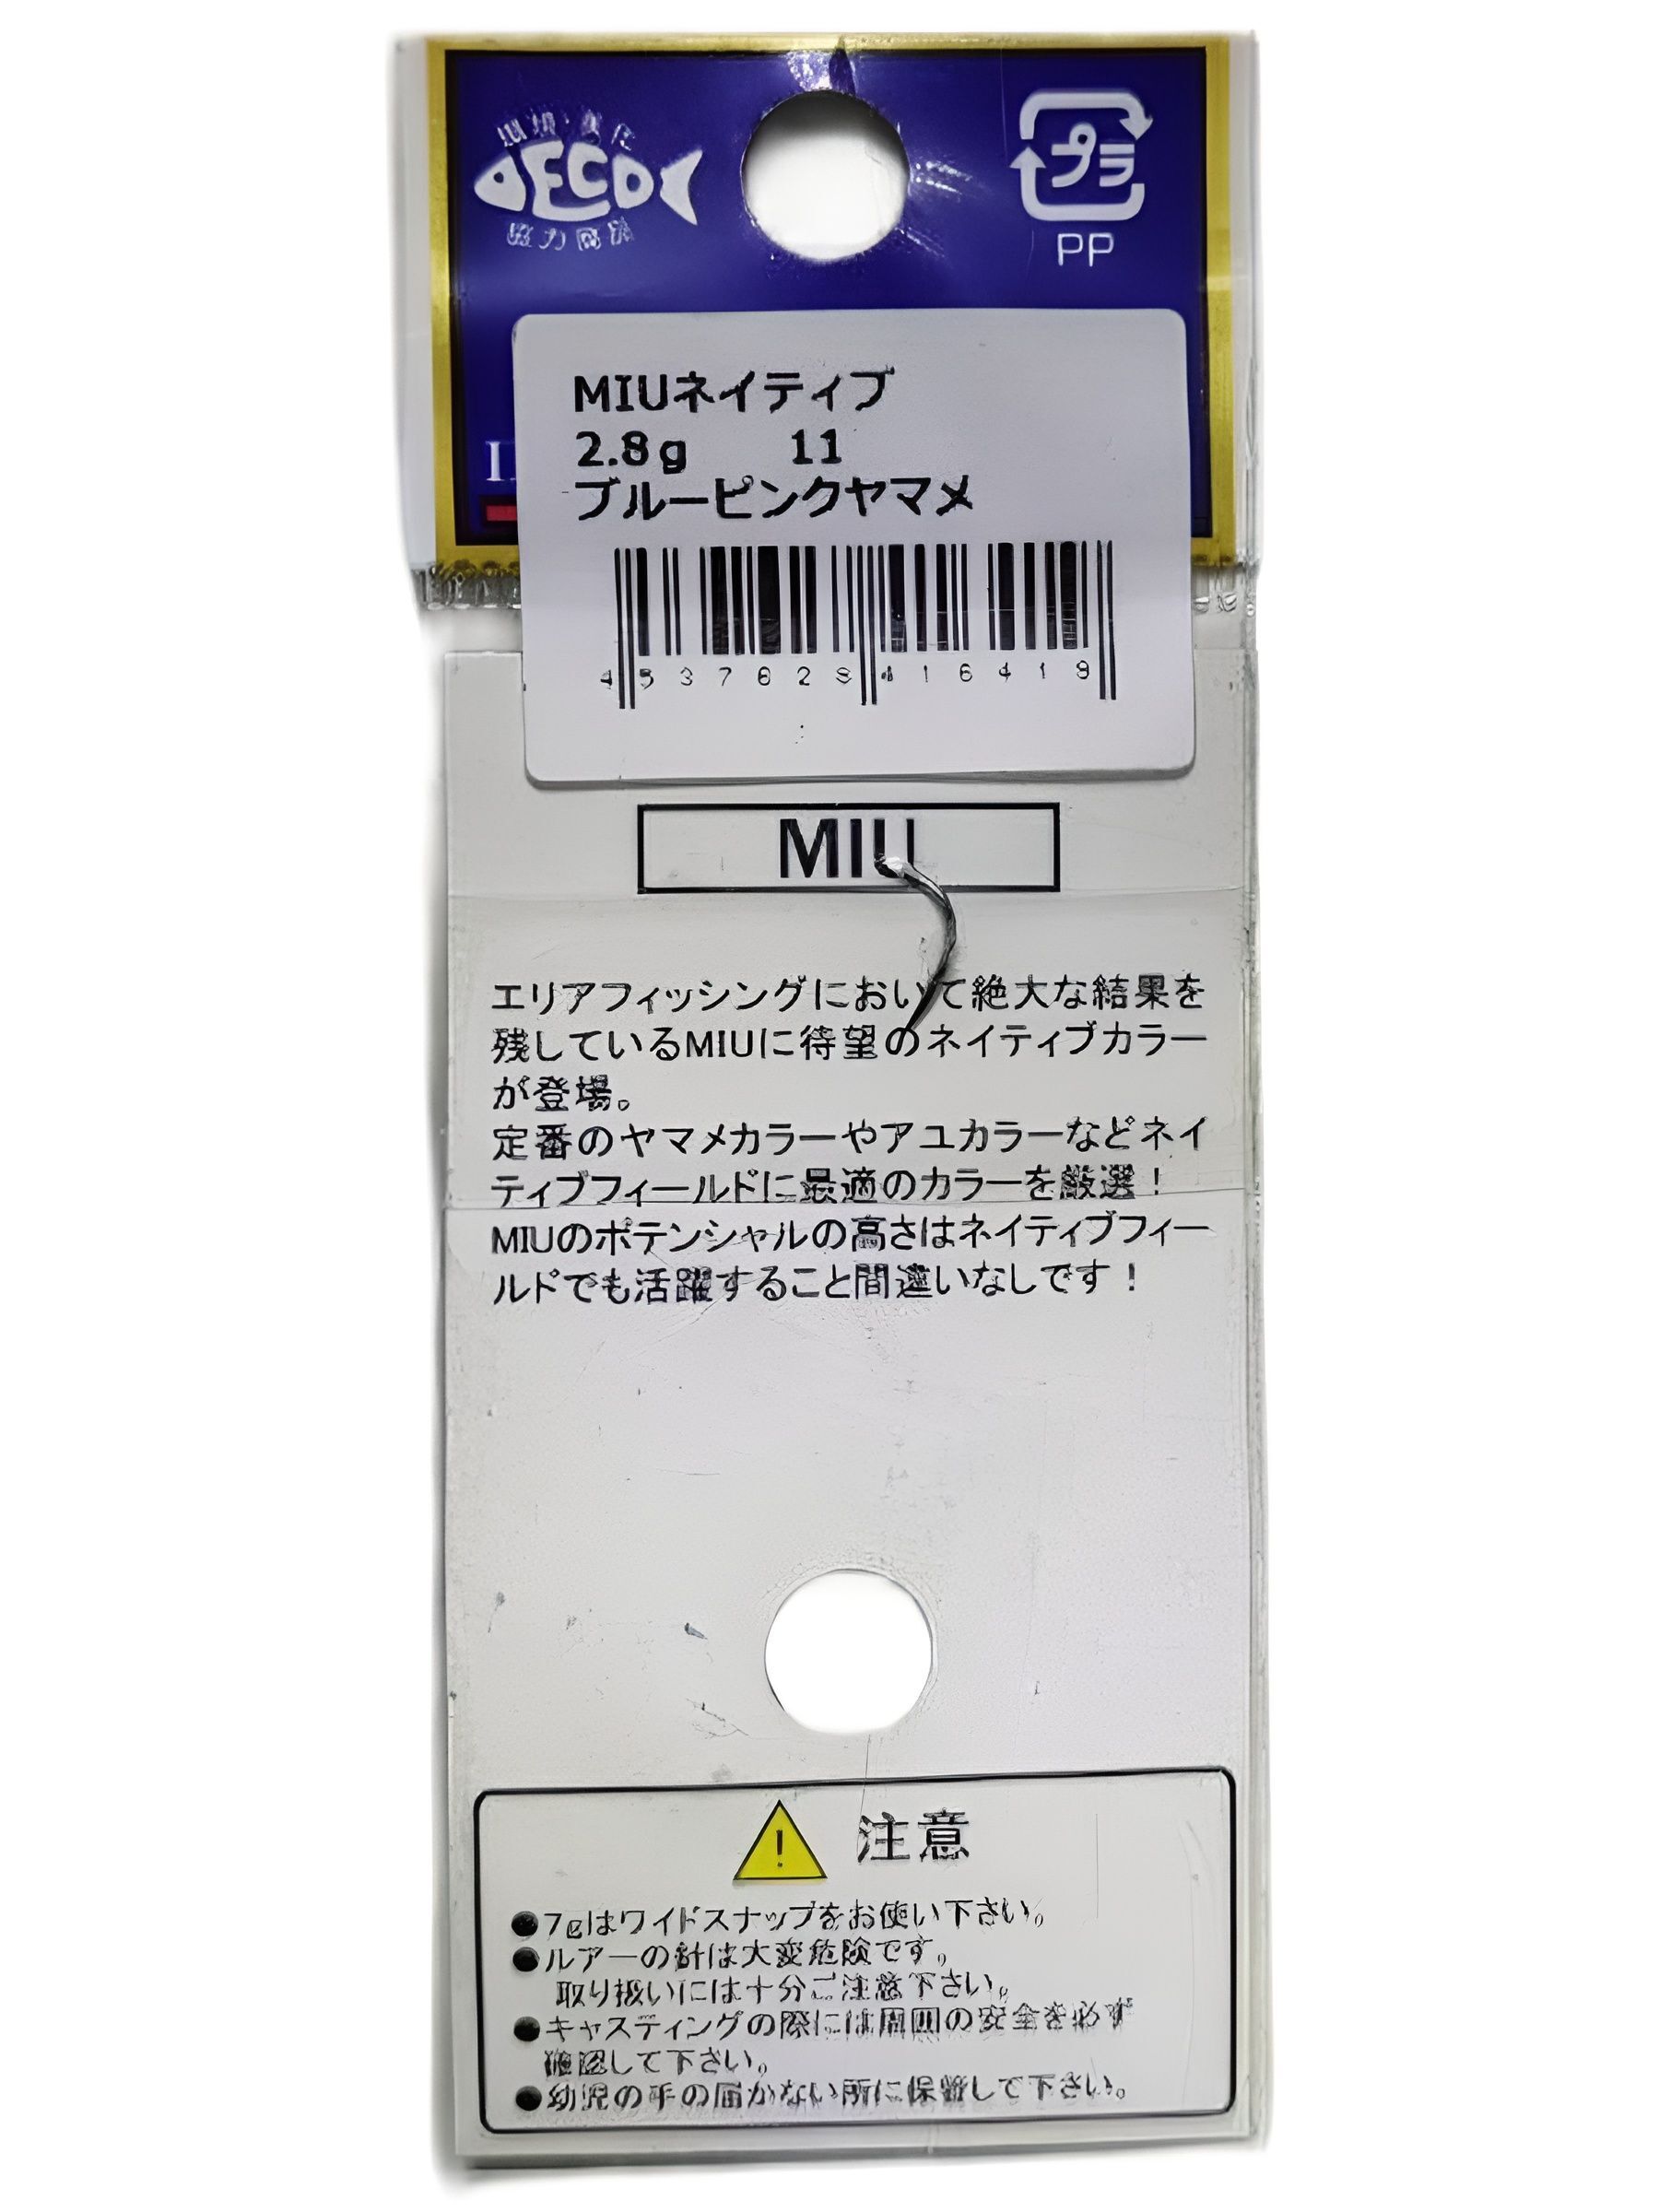 ECO
プラ
PP
MIUネイティブ
2.8g 11
ブルーピンクヤマメ
MIU
エリアフィッシングにおいて絶大な結果を
残しているMIUに待望のネイティブカラー
が登場。
定番のヤマメカラーやアユカラーなどネイ
ティブフィールドに最適のカラーを厳選！
MIUのポテンシャルの高さはネイティブフィー
ルドでも活躍すること間違いなしです！
注意
●7gはワイドスナップをお使い下さい。
●ルアーの針は大変危険です。
取り扱いには十分ご注意下さい。
●キャスティングの際には周囲の安全を必ず
確認して下さい。
●幼児の手の届かない所に保管して下さい。